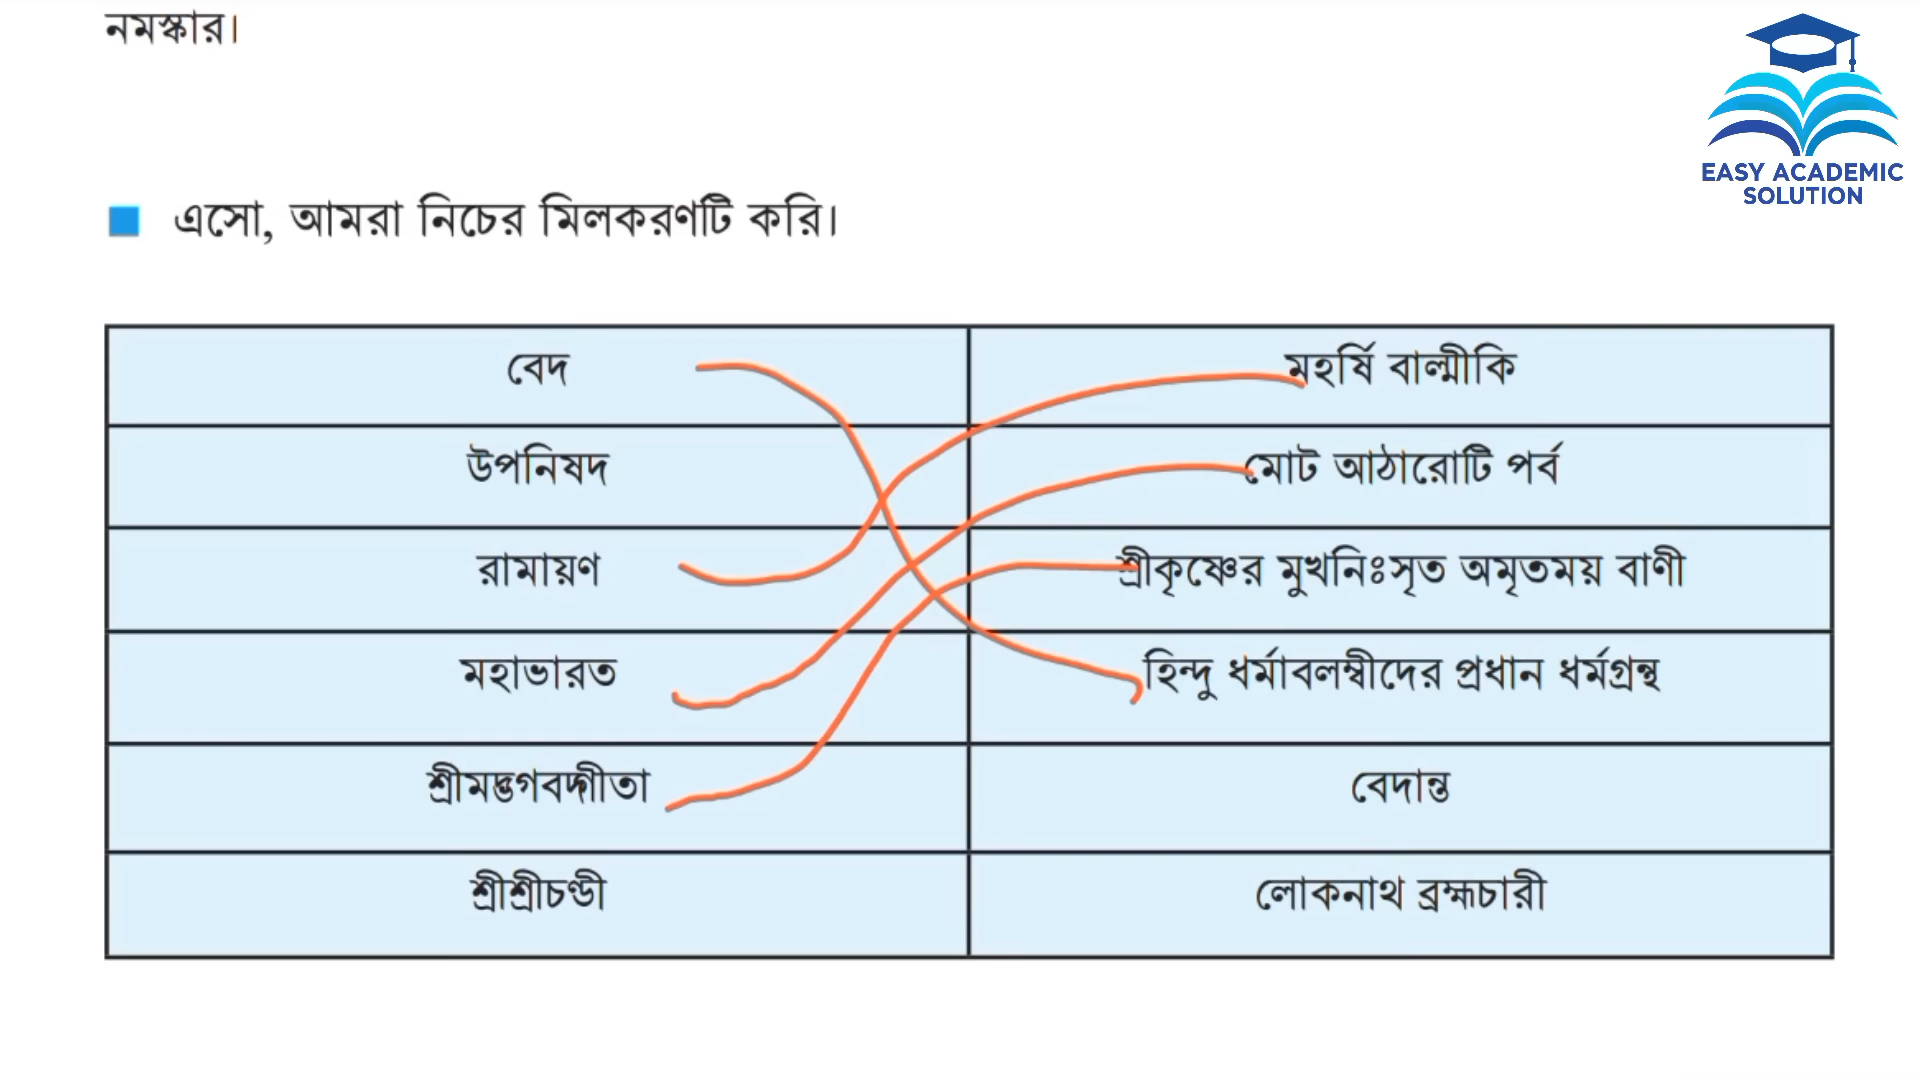 নমস্কার।
EASY ACADEMIC
SOLUTION
এসো, আমরা নিচের মিলকরণটি করি।
বেদ মহর্ষি বাল্মীকি
উপনিষদ মোট আঠারোটি পর্ব
রামায়ণ শ্রীকৃষ্ণের মুখনিঃসৃত অমৃতময় বাণী
মহাভারত হিন্দু ধর্মাবলম্বীদের প্রধান ধর্মগ্রন্থ
শ্রীমদ্ভগবদ্গীতা বেদান্ত
শ্রীশ্রীচণ্ডী লোকনাথ ব্রহ্মচারী